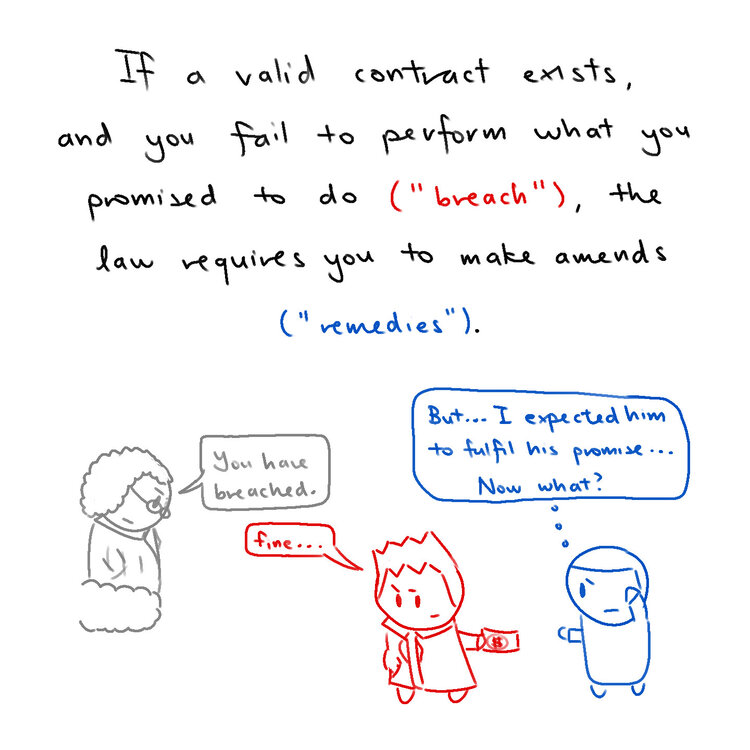 If a valid contract exists,
and you fail to perform what you
promised to do ("breach"), the
law requires you to make amends
("remedies").
You have
breached.
But... I expected him
to fulfil his promise...
Now what?
fine...
$